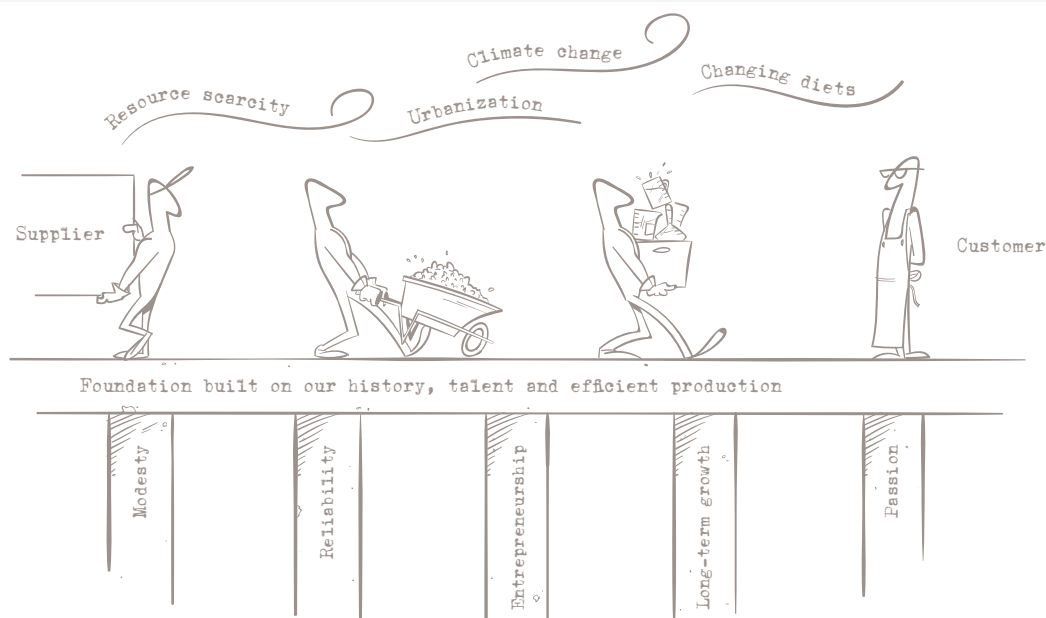 Climate change
Changing diets
Resource scarcity
Urbanization
Supplier
Customer
Foundation built on our history, talent and efficient production
Modesty
Reliability
Entrepreneurship
Long-term growth
Passion